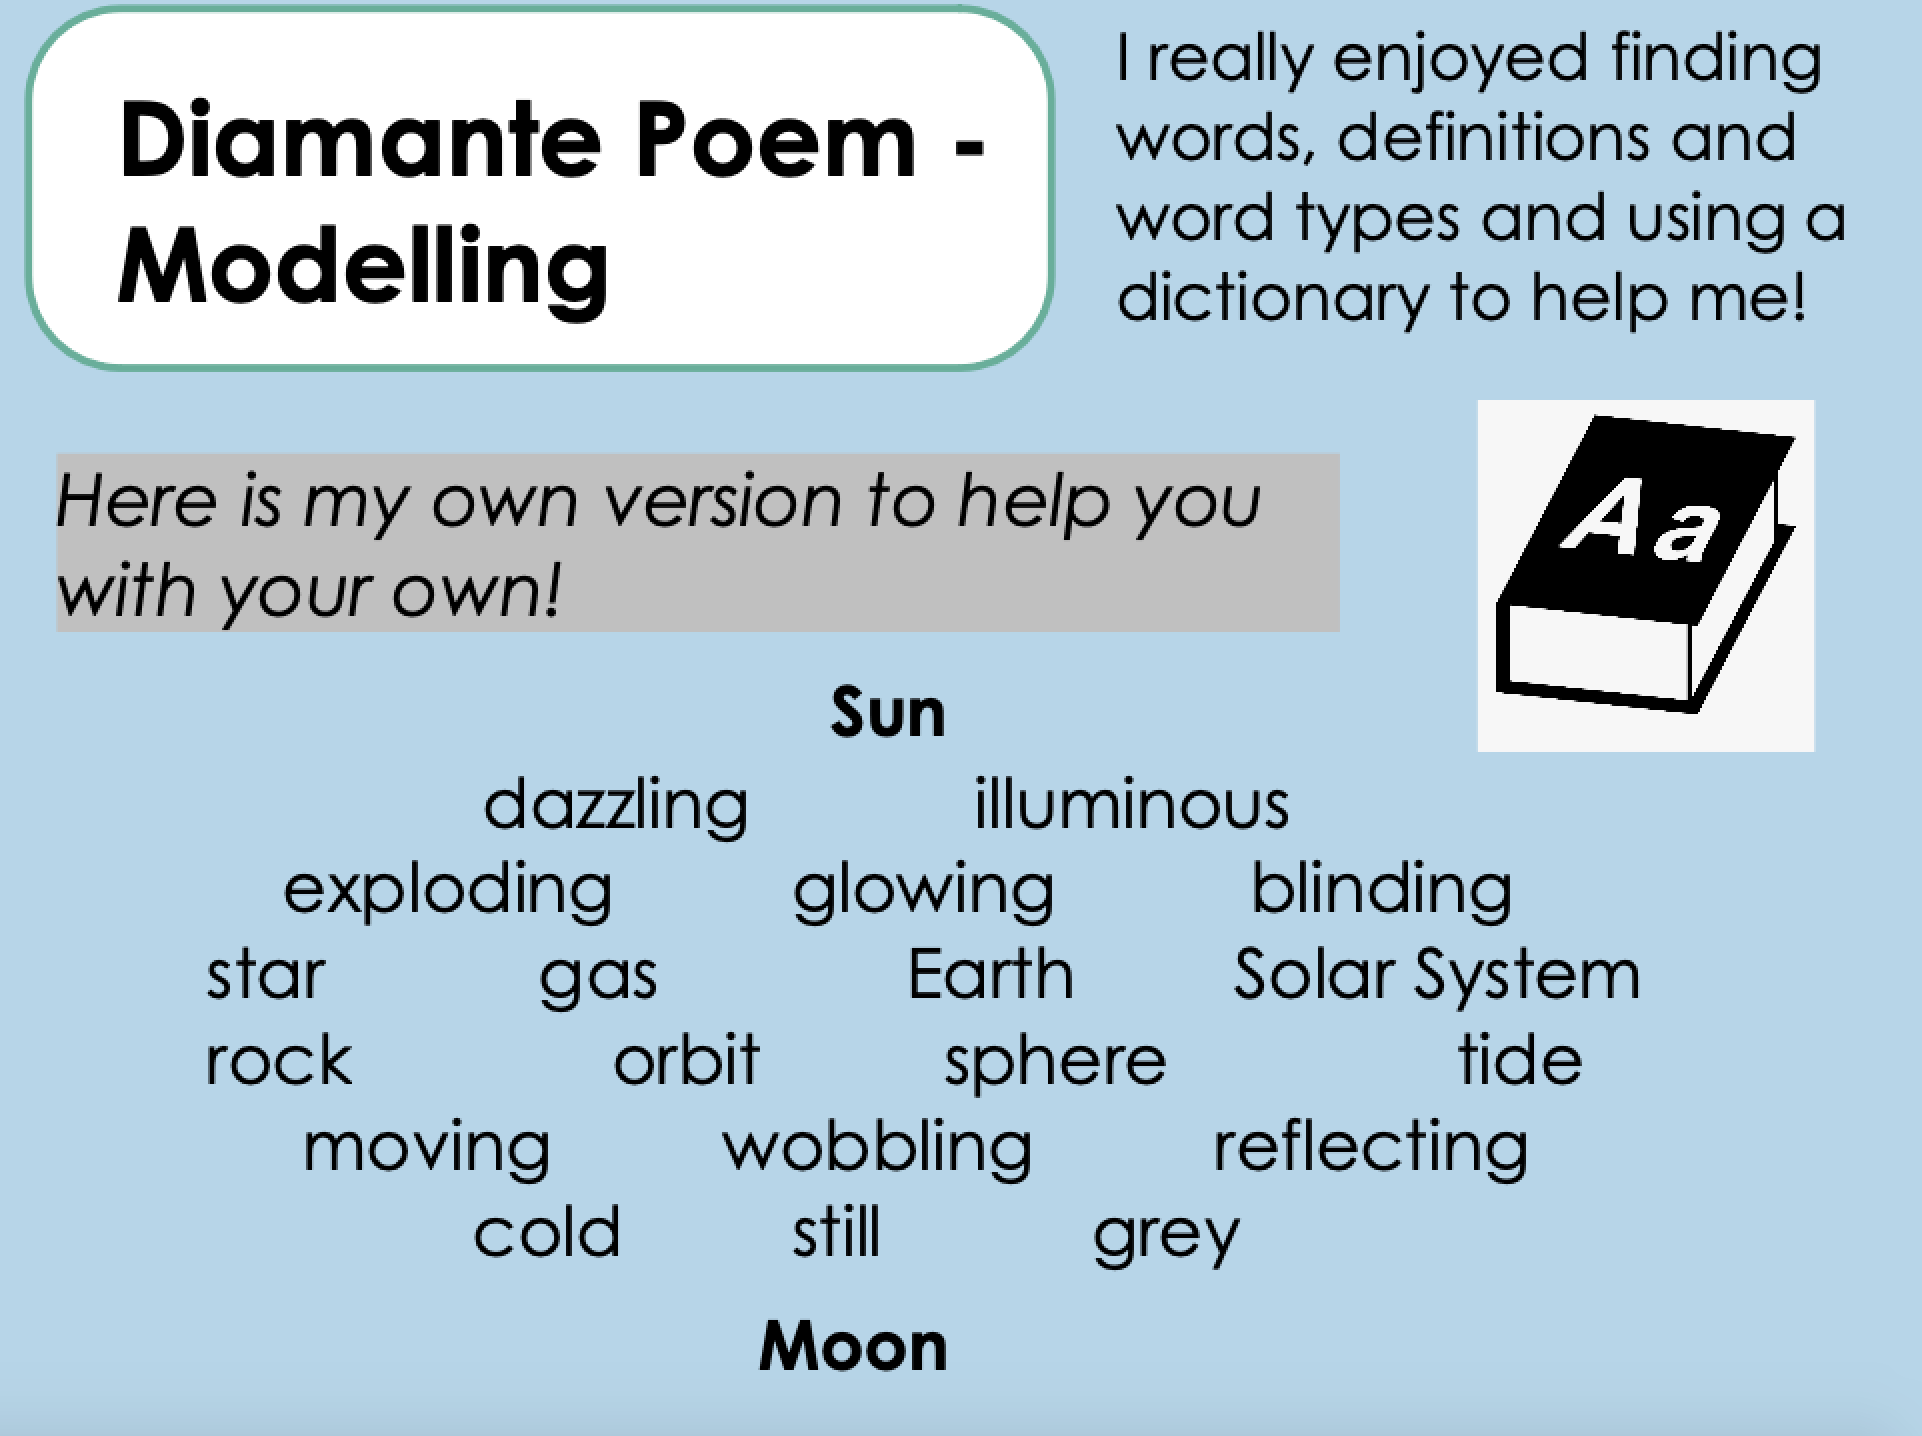 Diamante Poem -
Modelling
I really enjoyed finding
words, definitions and
word types and using a
dictionary to help me!
Here is my own version to help you
with your own!
Aa
Sun
dazzling illuminous
exploding glowing blinding
star gas Earth Solar System
rock orbit sphere tide
moving wobbling reflecting
cold still grey
Moon